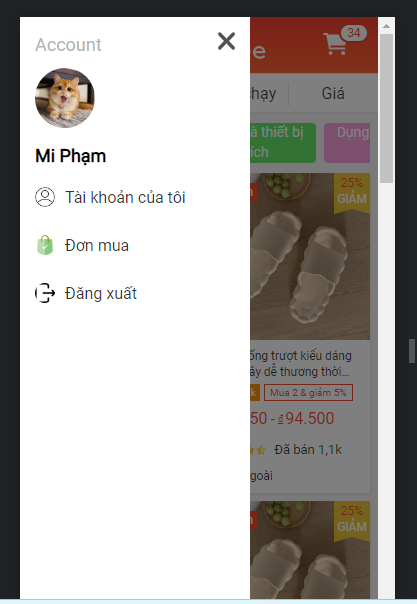 Account
34
Mi Phạm
Tài khoản của tôi
Đơn mua
Đăng xuất
chạy
Giá
à thiết bị
ích
Dụng
25%
GIẢM
ống trượt kiểu dáng
ây dễ thương thời...
k
Mua 2 & giảm 5%
50 - ₫94.500
Đã bán 1,1k
goài
25%
GIẢM